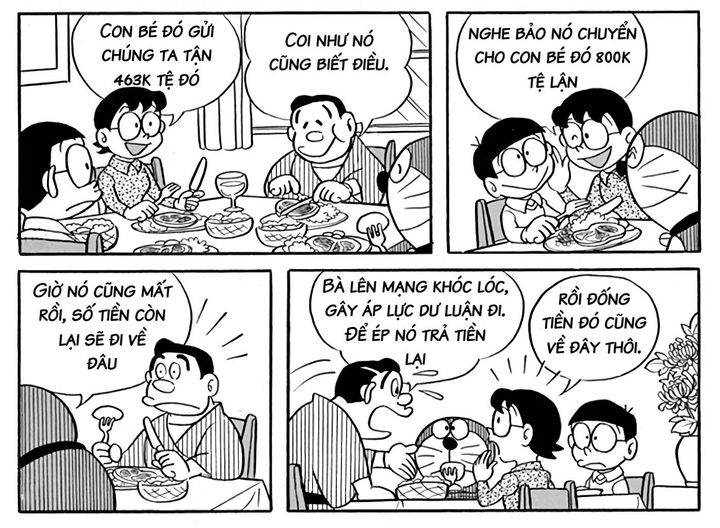 CON BÉ ĐÓ GỬI
CHÚNG TA TẬN
463K TỆ ĐÓ
COI NHƯ NÓ
CŨNG BIẾT ĐIỀU.
NGHE BẢO NÓ CHUYỂN
CHO CON BÉ ĐÓ 800K
TỆ LẬN
GIỜ NÓ CŨNG MẤT
RỒI, SỐ TIỀN CÒN
LẠI SẼ ĐI VỀ
ĐÂU
BÀ LÊN MẠNG KHÓC LÓC,
GÂY ÁP LỰC DƯ LUẬN ĐI.
ĐỂ ÉP NÓ TRẢ TIỀN
LẠI
RỒI ĐỐNG
TIỀN ĐÓ CŨNG
VỀ ĐÂY THÔI.